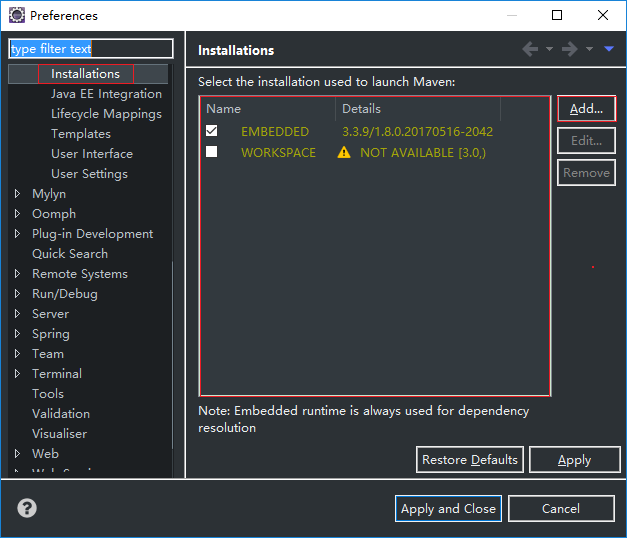 Preferences
type filter text
Installations
Java EE Integration
Lifecycle Mappings
Templates
User Interface
User Settings
Mylyn
Oomph
Plug-in Development
Quick Search
Remote Systems
Run/Debug
Server
Spring
Team
Terminal
Tools
Validation
Visualiser
Web
Installations
Select the installation used to launch Maven:
Name Details
EMBEDDED 3.3.9/1.8.0.20170516-2042
WORKSPACE NOT AVAILABLE [3.0,)
Add...
Edit...
Remove
Note: Embedded runtime is always used for dependency
resolution
Restore Defaults Apply
? Apply and Close Cancel